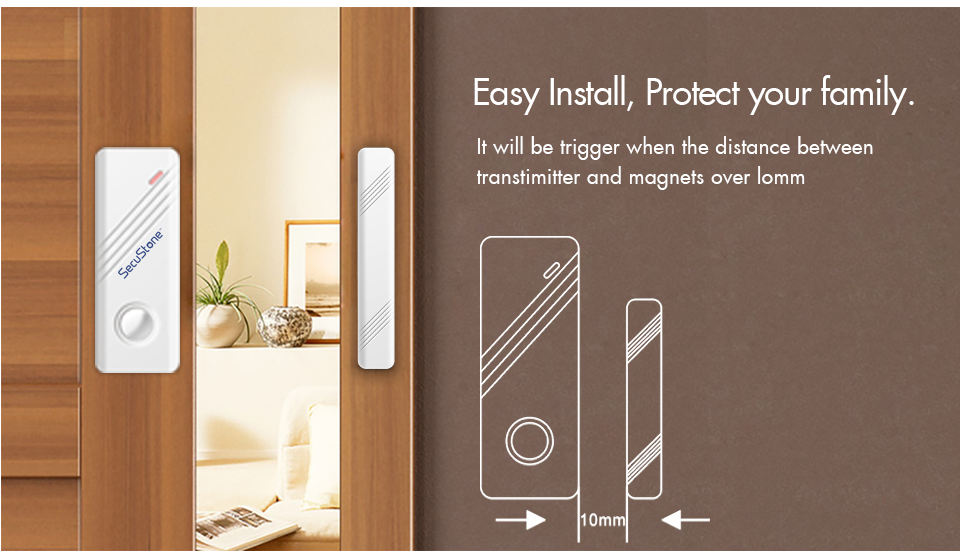 Easy Install, Protect your family.
It will be trigger when the distance between
transtimitter and magnets over lomm
SecuStone™
10mm